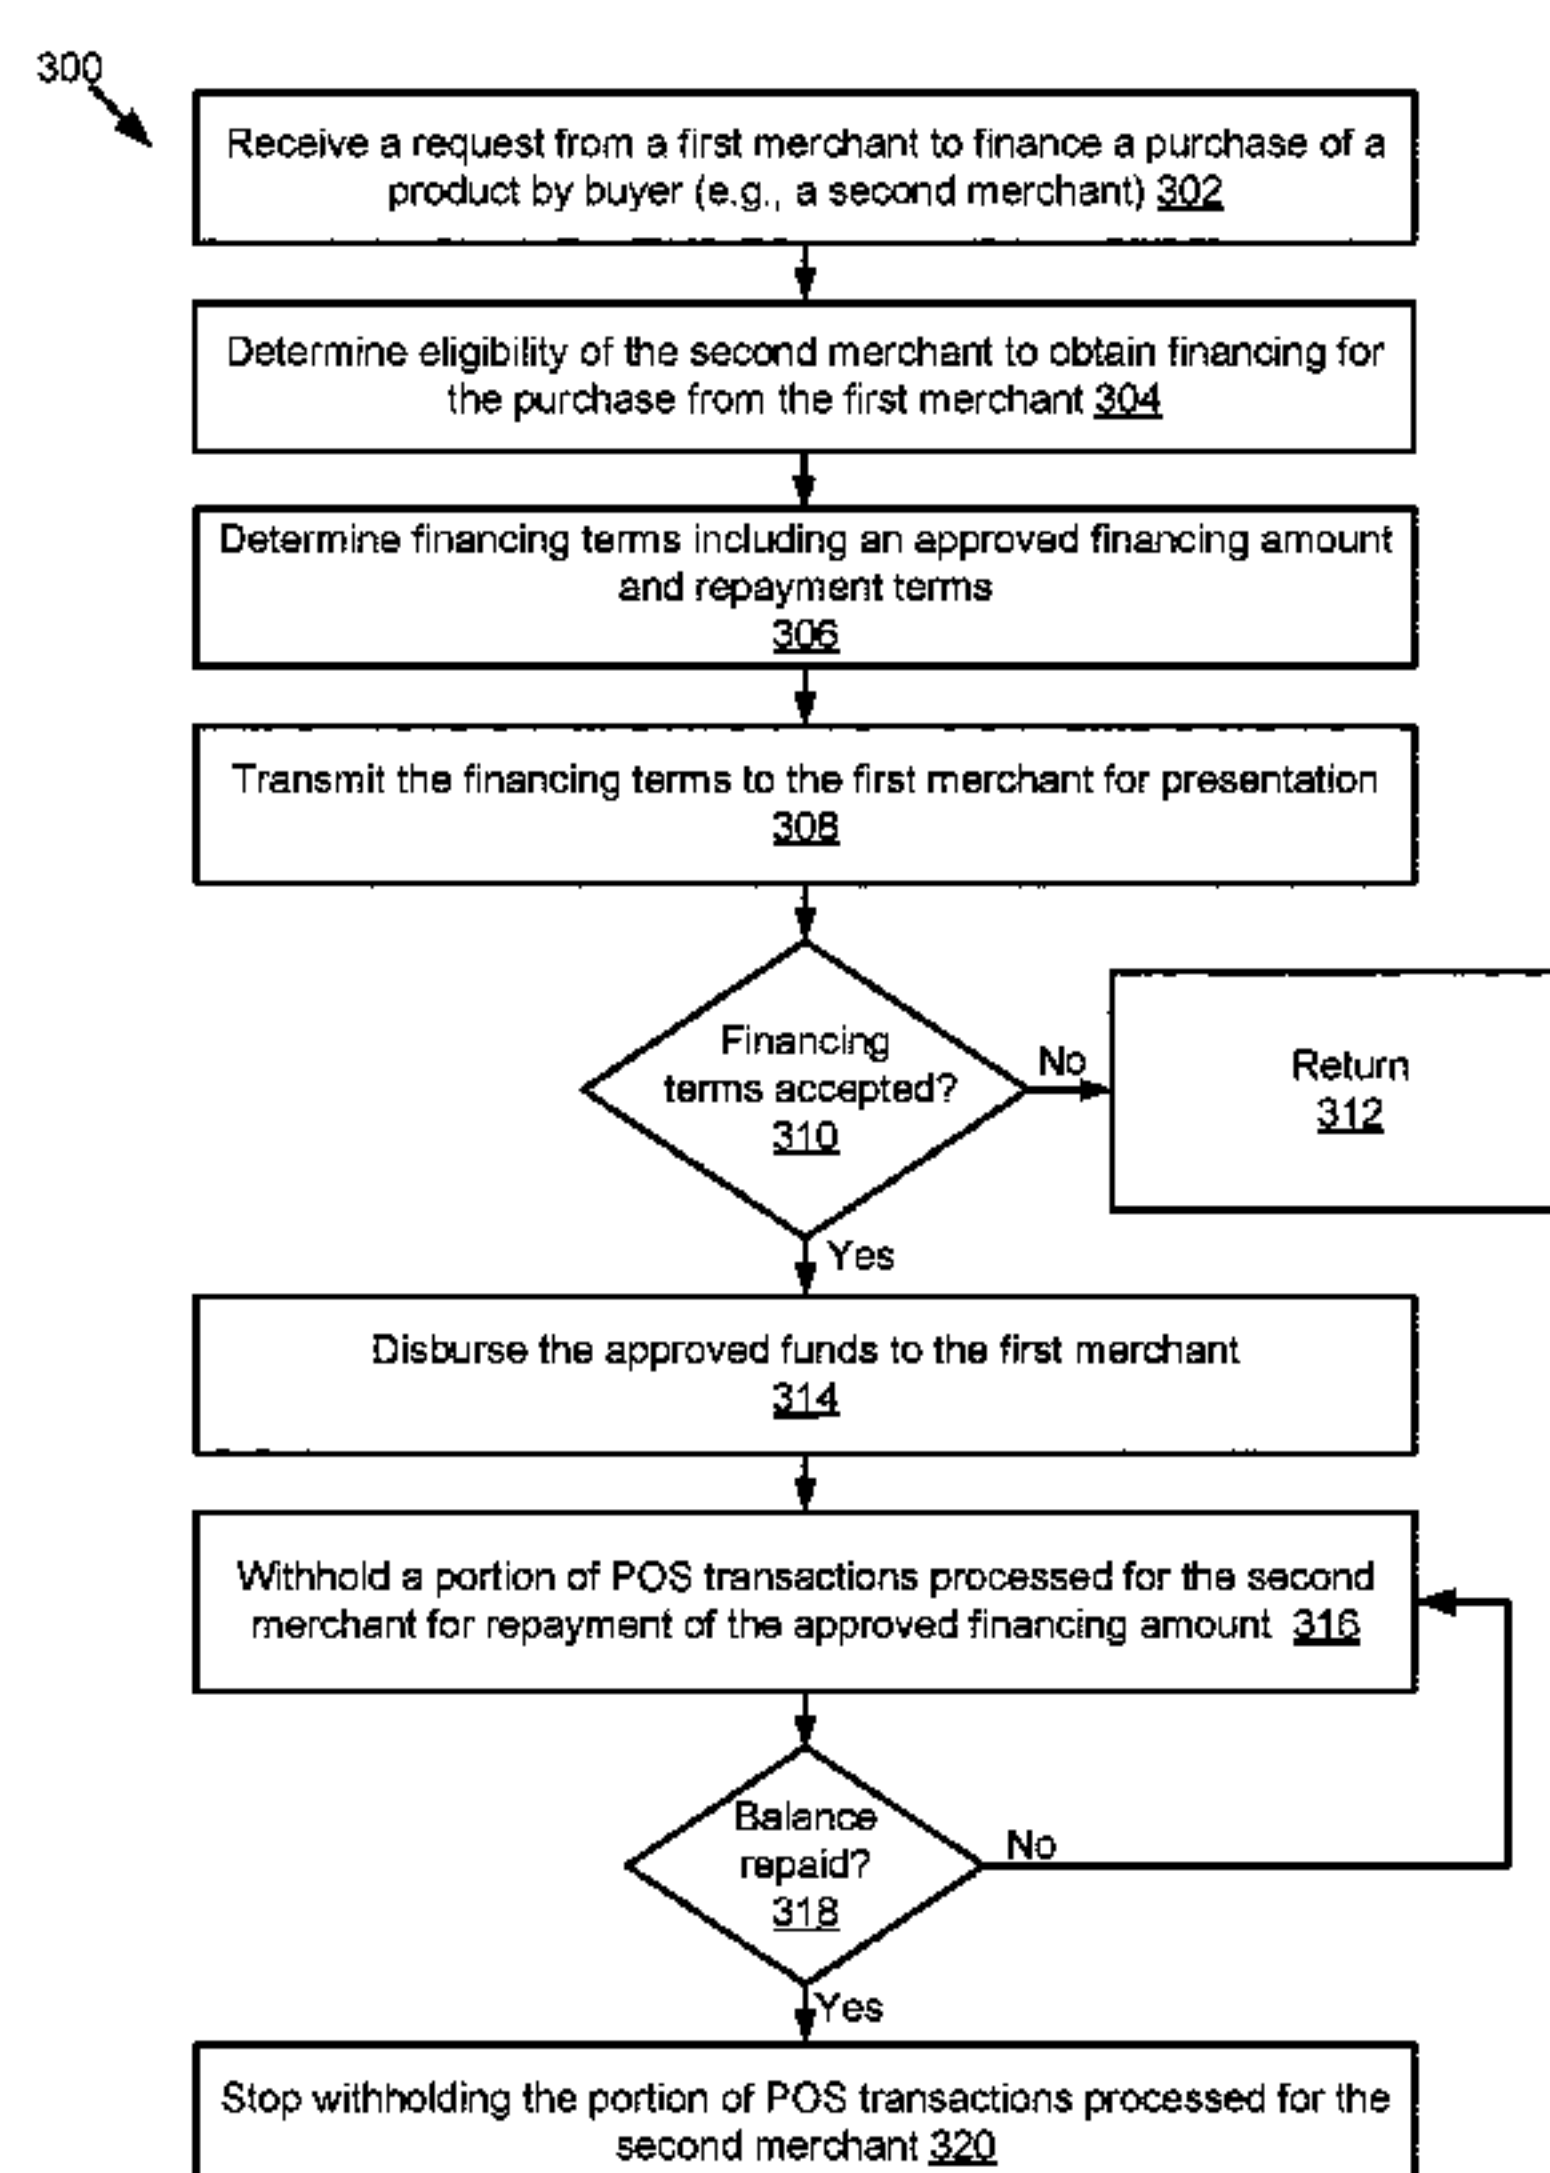 300
Receive a request from a first merchant to finance a purchase of a
product by buyer (e.g., a second merchant) 302
Determine eligibility of the second merchant to obtain financing for
the purchase from the first merchant 304
Determine financing terms including an approved financing amount
and repayment terms
306
Transmit the financing terms to the first merchant for presentation
308
Financing
terms accepted?
310
No
Return
312
Yes
Disburse the approved funds to the first merchant
314
Withhold a portion of POS transactions processed for the second
merchant for repayment of the approved financing amount 316
Balance
repaid?
318
No
Yes
Stop withholding the portion of POS transactions processed for the
second merchant 320